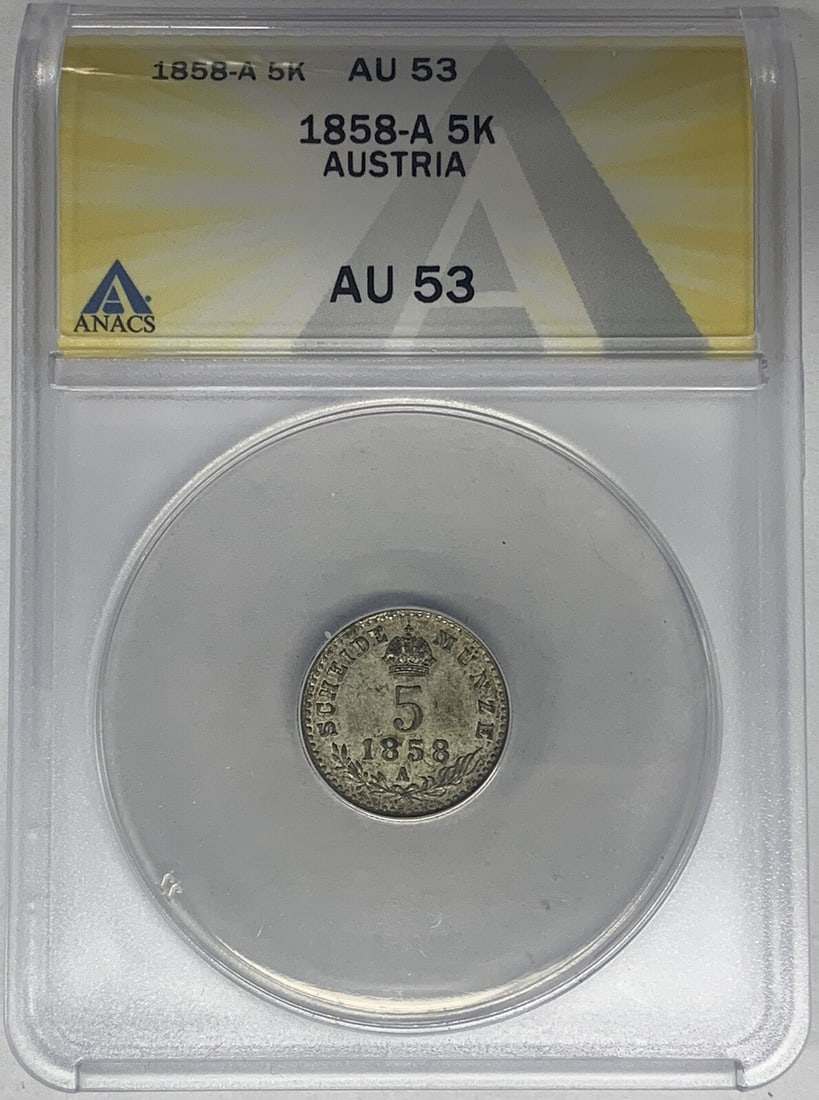 1858-A 5K AU 53
1858-A 5K
AUSTRIA
AU 53
ANACS
SCHEIDE MÜNZE
5
1858
A